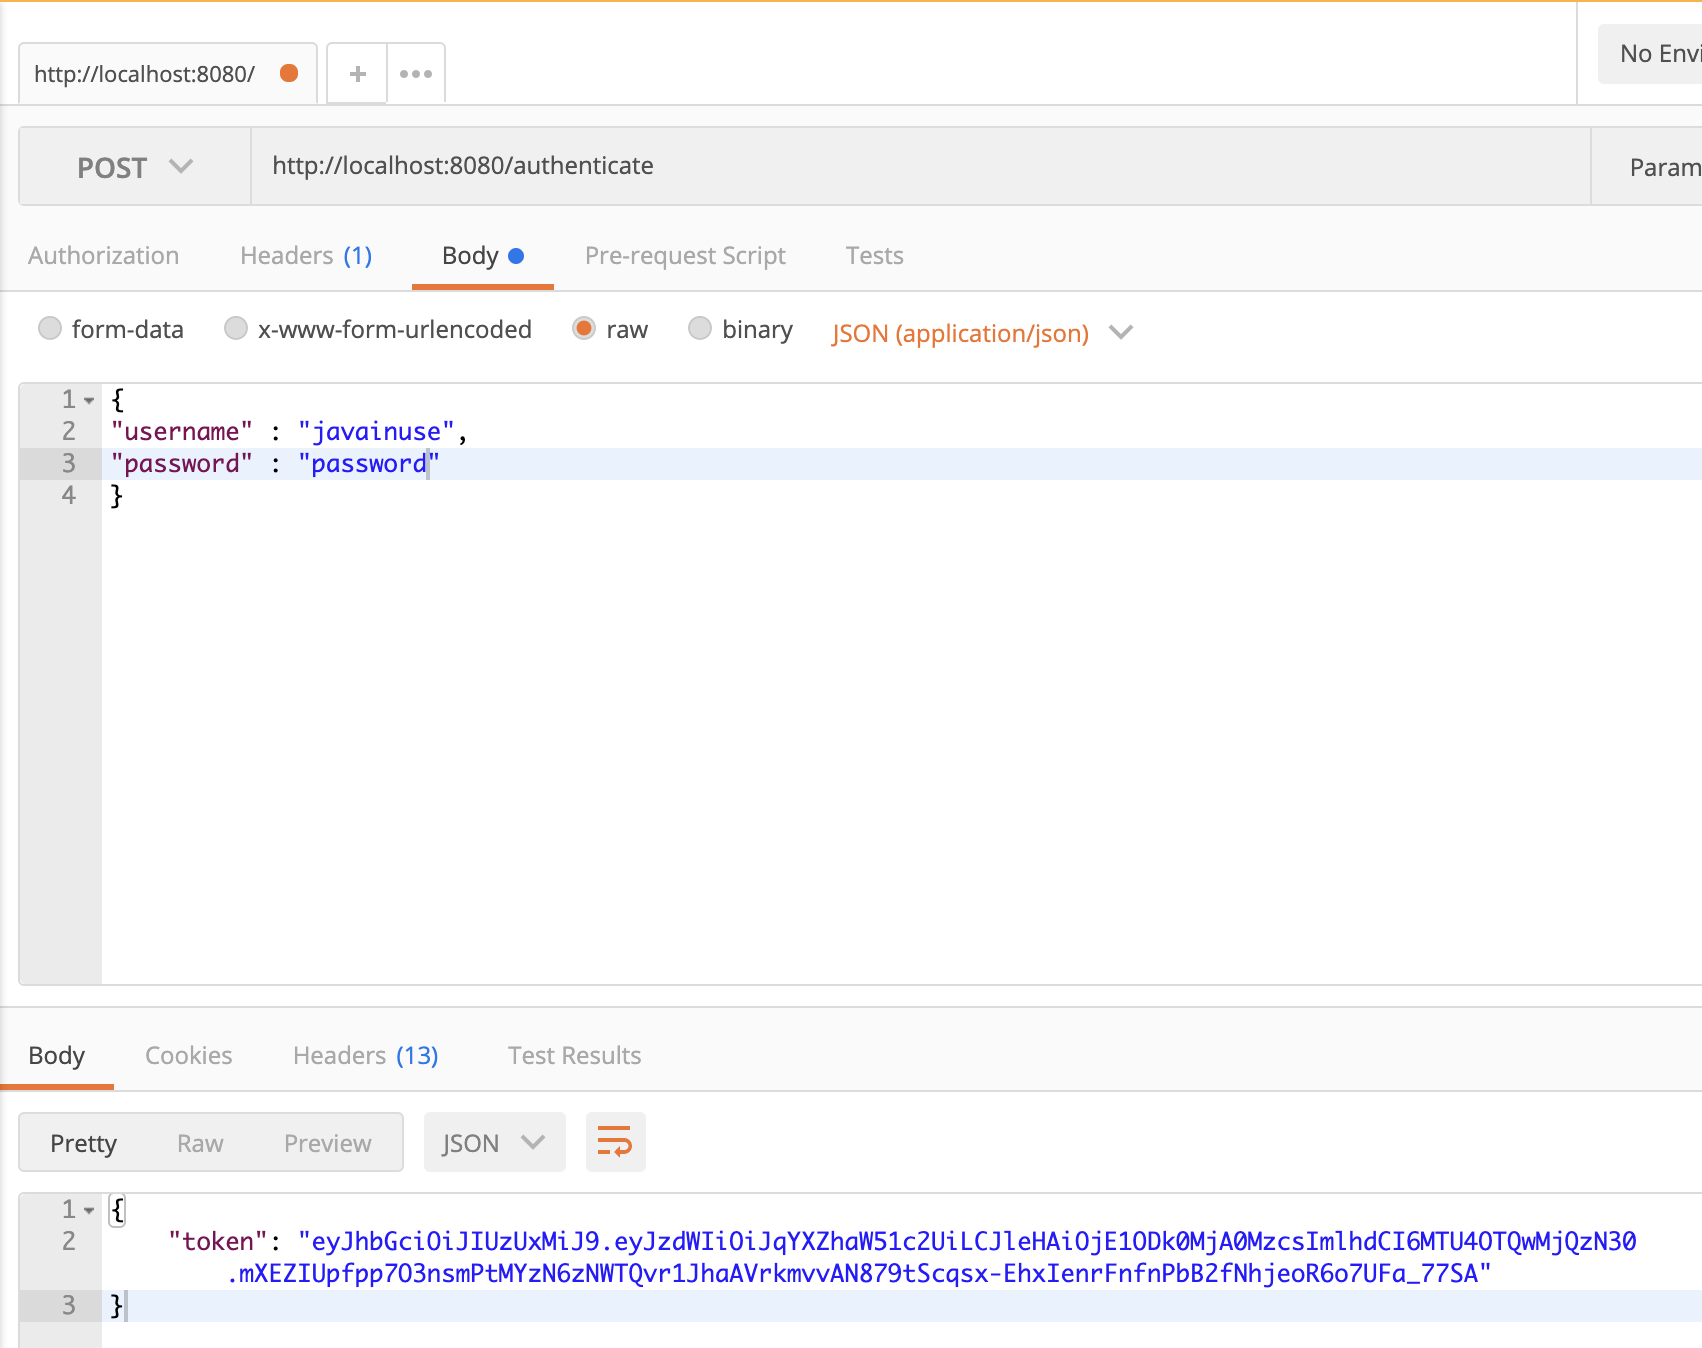 http://localhost:8080/
No Envi
POST
http://localhost:8080/authenticate
Param
Authorization Headers (1) Body Pre-request Script Tests
form-data x-www-form-urlencoded raw binary JSON (application/json)
1 {
2 "username" : "javainuse",
3 "password" : "password"
4 }
Body Cookies Headers (13) Test Results
Pretty Raw Preview JSON
1 {
2 "token": "eyJhbGciOiJIUzUxMiJ9.eyJzdWIiOiJqYXZhaW51c2UiLCJleHAiOjE1ODk0MjA0MzcsImlhdCI6MTU4OTQwMjQzN30
.mXEZIUpfpp7O3nsmPtMYzN6zNWTQvr1JhaAVrkmvvAN879tScqsx-EhxIenrFnfnPbB2fNhjeoR6o7UFa_77SA"
3 }